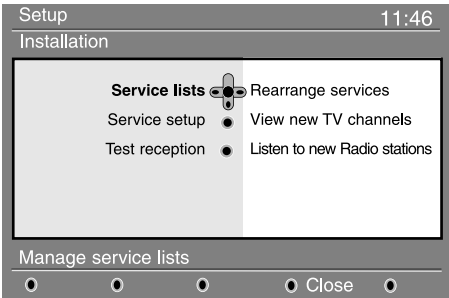 Setup 11:46
Installation
Service lists Rearrange services
Service setup View new TV channels
Test reception Listen to new Radio stations
Manage service lists
Close